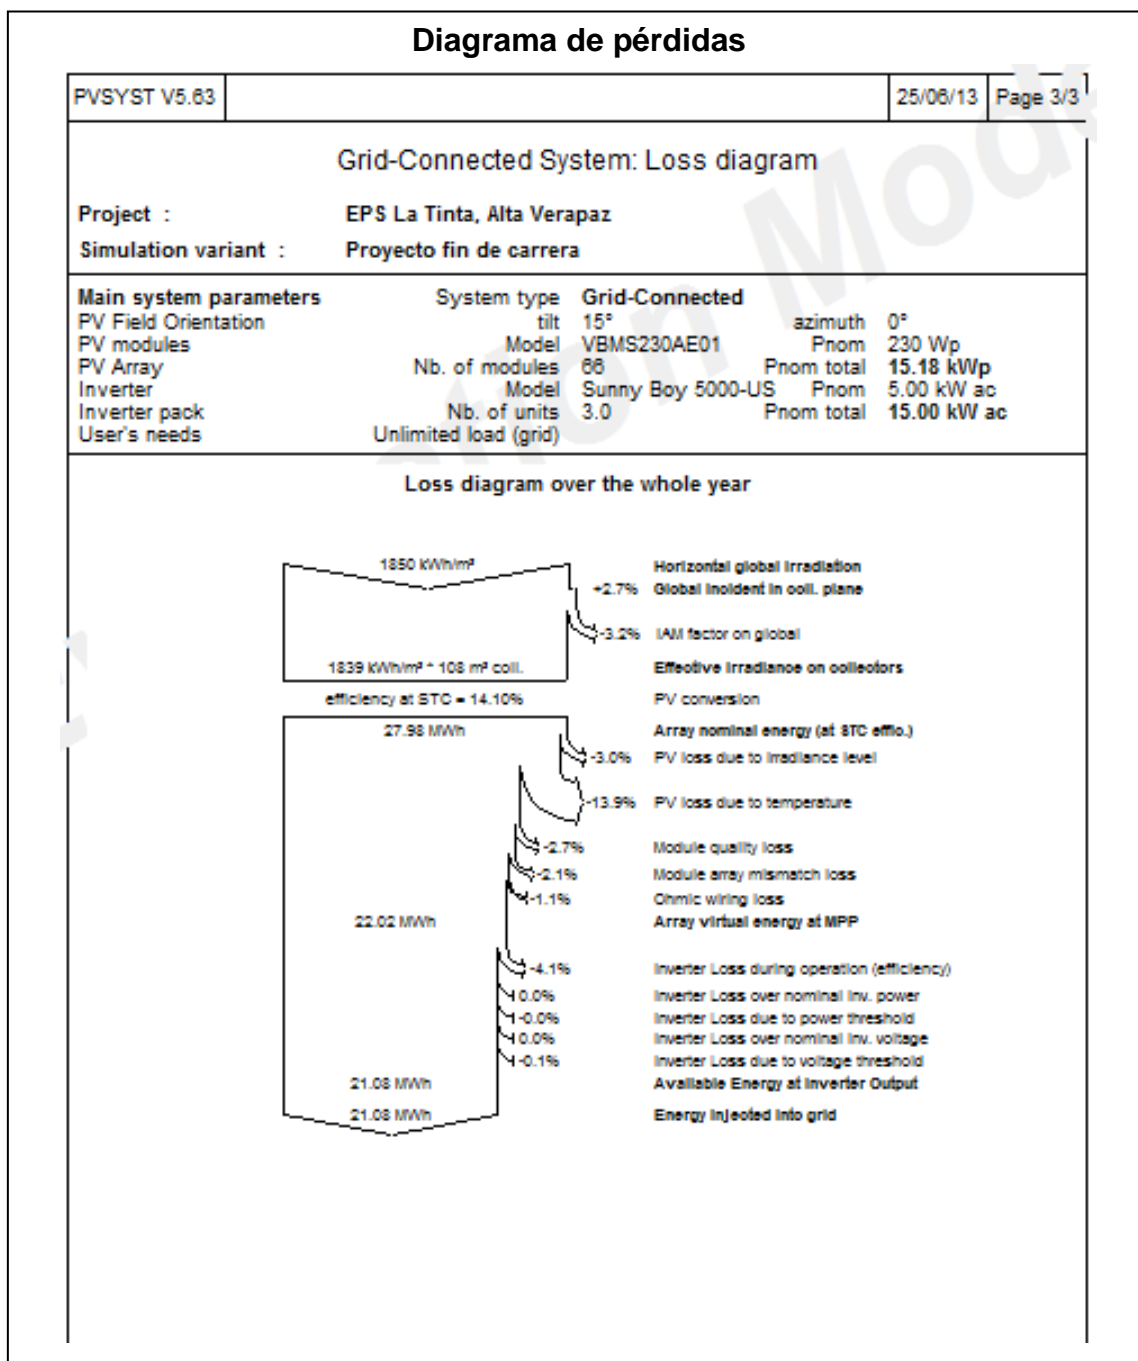 Diagrama de pérdidas
PVSYST V5.63 25/06/13 Page 3/3
Grid-Connected System: Loss diagram
Project : EPS La Tinta, Alta Verapaz
Simulation variant : Proyecto fin de carrera
Main system parameters System type Grid-Connected
PV Field Orientation tilt 15° azimuth 0°
PV modules Model VBMS230AE01 Pnom 230 Wp
PV Array Nb. of modules 66 Pnom total 15.18 kWp
Inverter Model Sunny Boy 5000-US Pnom 5.00 kW ac
Inverter pack Nb. of units 3.0 Pnom total 15.00 kW ac
User's needs Unlimited load (grid)
Loss diagram over the whole year
1850 kWh/m² Horizontal global irradiation
+2.7% Global incident in coll. plane
-3.2% IAM factor on global
1839 kWh/m² * 108 m² coll. Effective irradiance on collectors
efficiency at STC = 14.10% PV conversion
27.98 MWh Array nominal energy (at STC effic.)
-3.0% PV loss due to irradiance level
-13.9% PV loss due to temperature
-2.7% Module quality loss
-2.1% Module array mismatch loss
-1.1% Ohmic wiring loss
22.02 MWh Array virtual energy at MPP
-4.1% Inverter Loss during operation (efficiency)
0.0% Inverter Loss over nominal inv. power
-0.0% Inverter Loss due to power threshold
0.0% Inverter Loss over nominal inv. voltage
-0.1% Inverter Loss due to voltage threshold
21.08 MWh Available Energy at Inverter Output
21.08 MWh Energy injected into grid